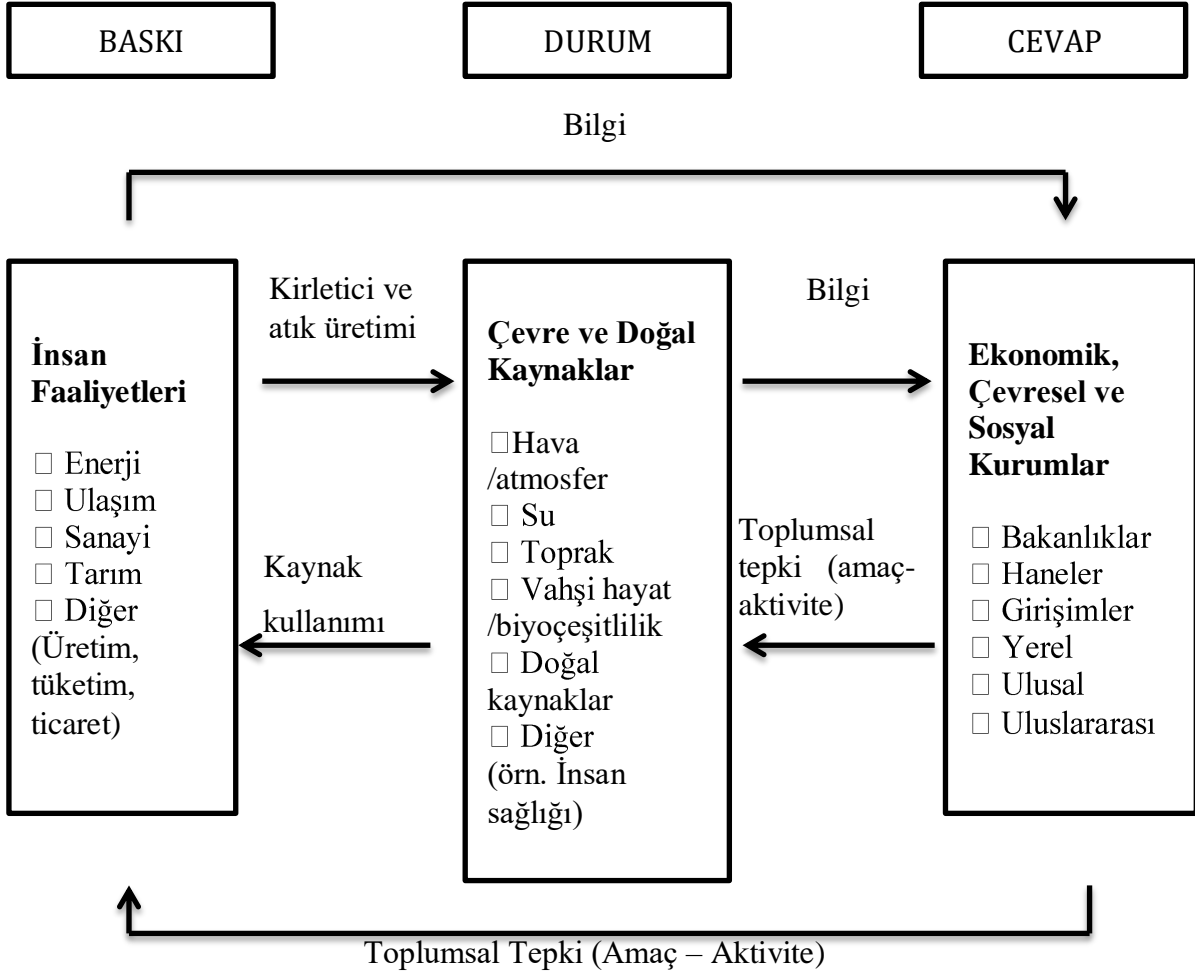 BASKI
DURUM
CEVAP
Bilgi
İnsan
Faaliyetleri
□ Enerji
□ Ulaşım
□ Sanayi
□ Tarım
□ Diğer
(Üretim,
tüketim,
ticaret)
Kirletici ve
atık üretimi
Kaynak
kullanımı
Çevre ve Doğal
Kaynaklar
□Hava
/atmosfer
□ Su
□ Toprak
□ Vahşi hayat
/biyoçeşitlilik
□ Doğal
kaynaklar
□ Diğer
(örn. İnsan
sağlığı)
Bilgi
Toplumsal
tepki (amaç-
aktivite)
Ekonomik,
Çevresel ve
Sosyal
Kurumlar
□ Bakanlıklar
□ Haneler
□ Girişimler
□ Yerel
□ Ulusal
□ Uluslararası
Toplumsal Tepki (Amaç – Aktivite)